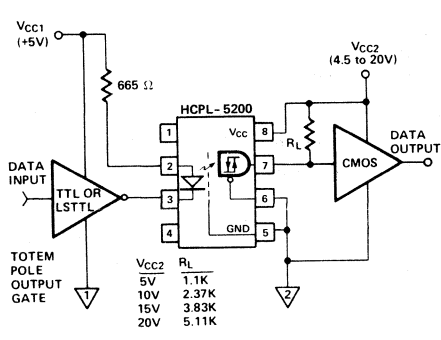 VCC1
(+5V)
665 Ω
HCPL-5200
VCC2
(4.5 to 20V)
1
VCC
8
RL
DATA
OUTPUT
2
7
CMOS
DATA
INPUT
TTL OR
LSTTL
3
6
4
GND
5
TOTEM
POLE
OUTPUT
GATE
1
2
VCC2 RL
5V 1.1K
10V 2.37K
15V 3.83K
20V 5.11K